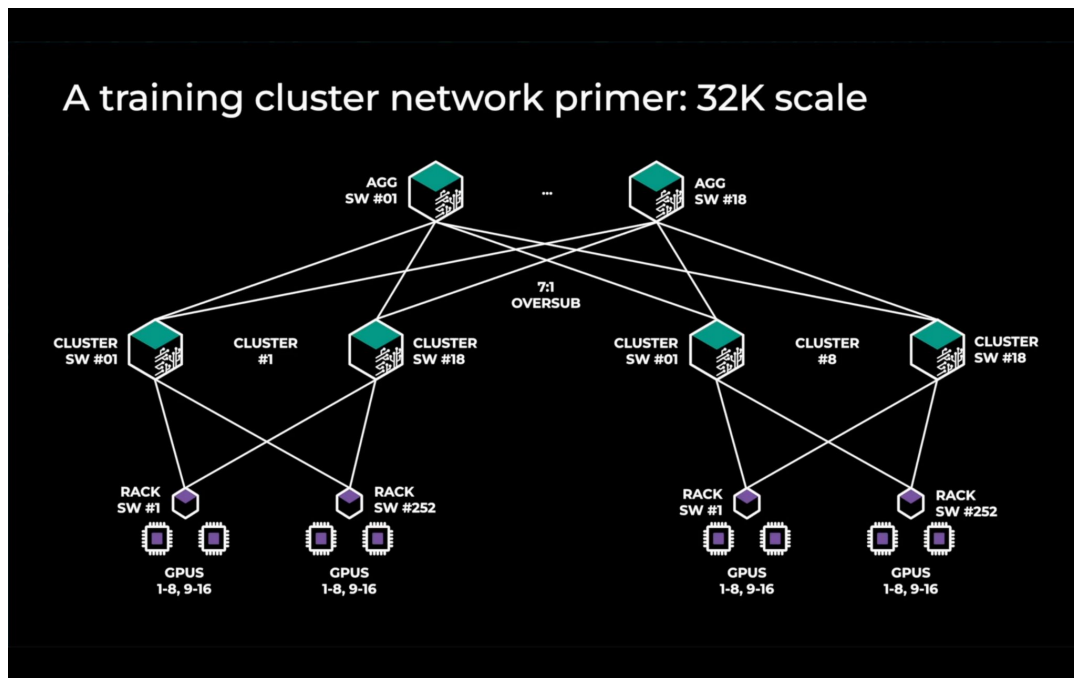 A training cluster network primer: 32K scale
AGG
SW #01
...
AGG
SW #18
7:1
OVERSUB
CLUSTER
SW #01
CLUSTER
#1
CLUSTER
SW #18
CLUSTER
SW #01
CLUSTER
#8
CLUSTER
SW #18
RACK
SW #1
RACK
SW #252
RACK
SW #1
RACK
SW #252
GPUS
1-8, 9-16
GPUS
1-8, 9-16
GPUS
1-8, 9-16
GPUS
1-8, 9-16